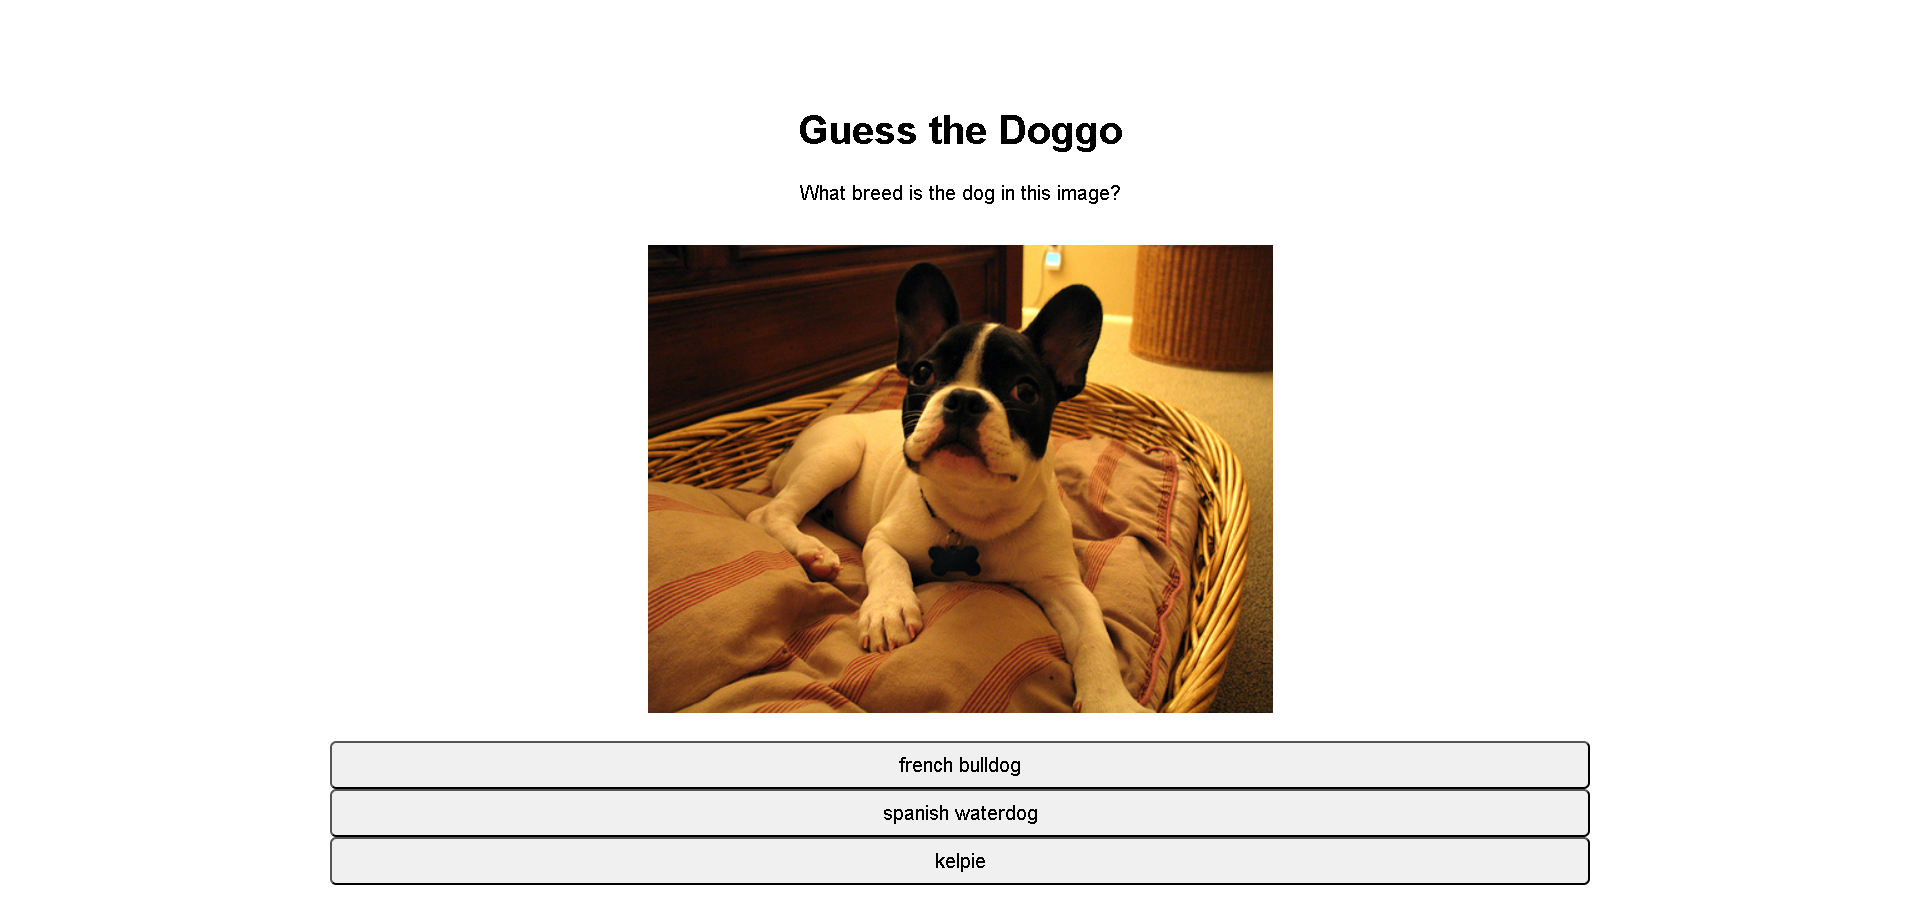 Guess the Doggo
What breed is the dog in this image?
french bulldog
spanish waterdog
kelpie